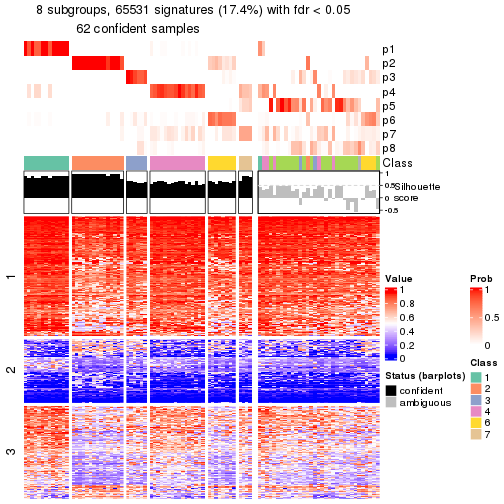 8 subgroups, 65531 signatures (17.4%) with fdr < 0.05
62 confident samples
p1
p2
p3
p4
p5
p6
p7
p8
Class
1
0.5
0
-0.5
Silhouette
score
1
2
3
Value
1
0.8
0.6
0.4
0.2
0
Prob
1
0.5
0
Status (barplots)
confident
ambiguous
Class
1
2
3
4
6
7